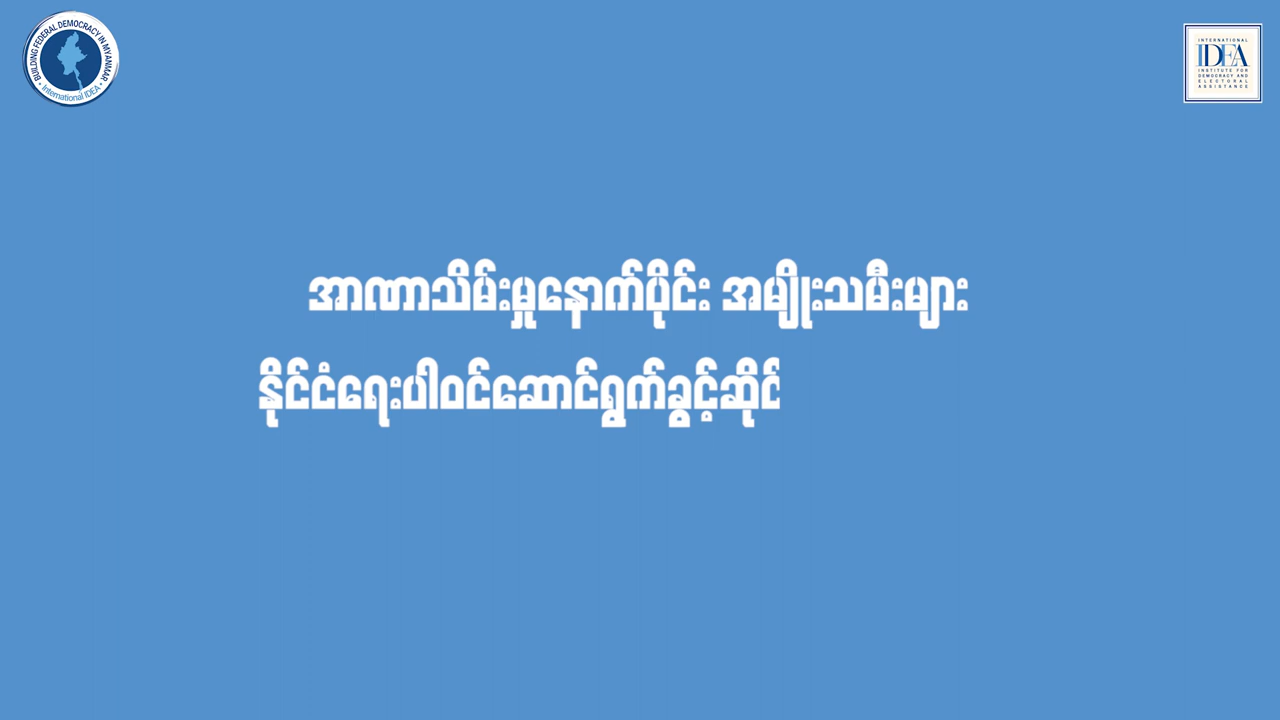 BUILDING FEDERAL DEMOCRACY IN MYANMAR
International IDEA
INTERNATIONAL
IDEA
INSTITUTE FOR
DEMOCRACY AND
ELECTORAL
ASSISTANCE
အာဏာသိမ်းမှုနောက်ပိုင်း အမျိုးသမီးများ
နိုင်ငံရေးပါဝင်ဆောင်ရွက်ခွင့်ဆိုင်